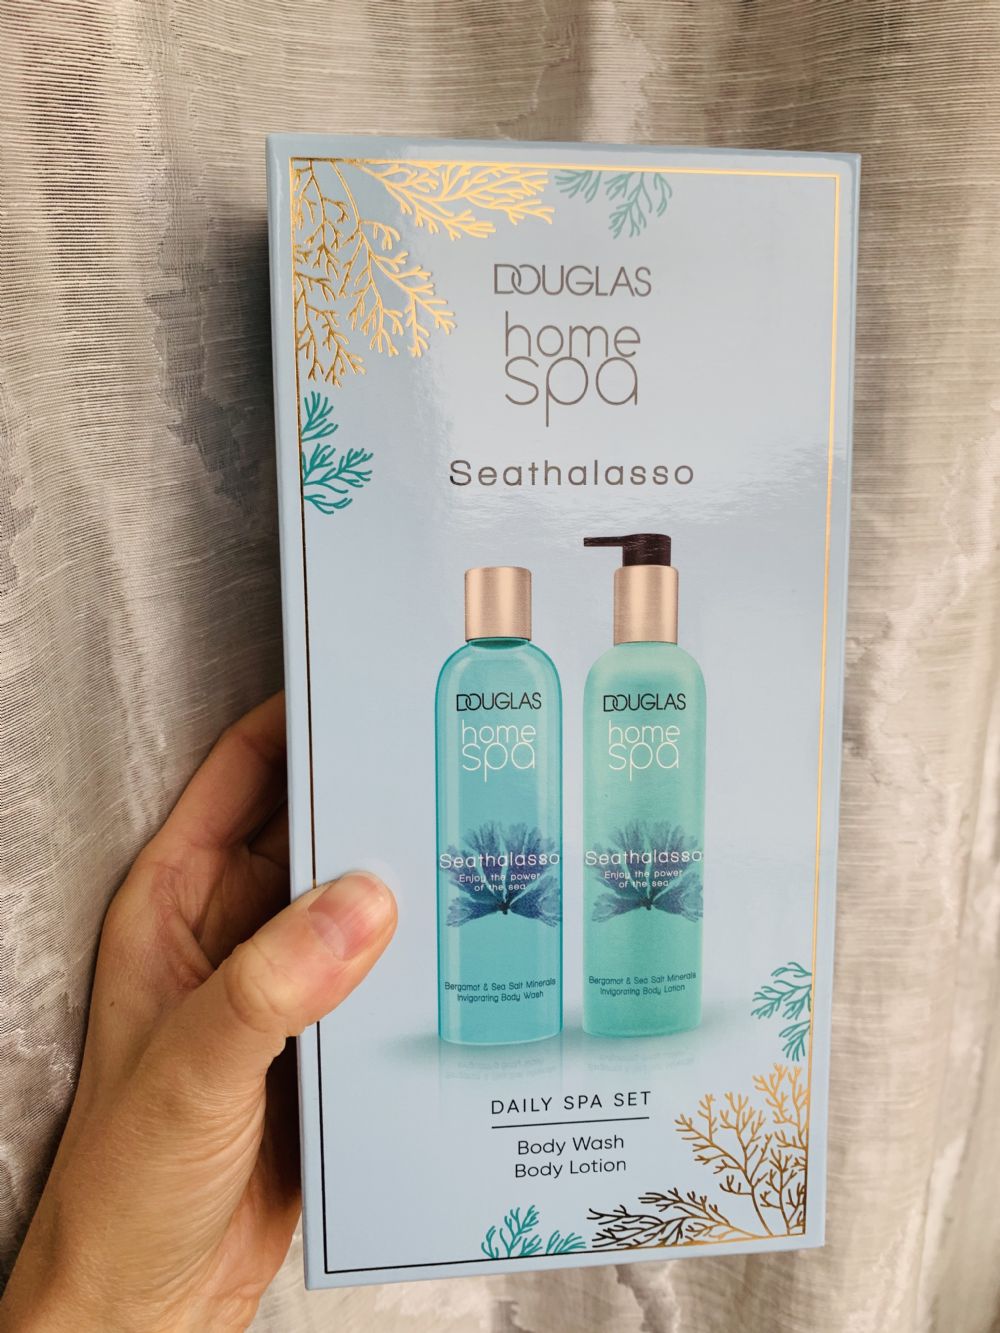 DOUGLAS
home
spa
Seathalasso
DOUGLAS
home
spa
Seathalasso
Enjoy the power
of the sea
Bergamot & Sea Salt Minerals
Invigorating Body Wash
DOUGLAS
home
spa
Seathalasso
Enjoy the power
of the sea
Bergamot & Sea Salt Minerals
Invigorating Body Lotion
DAILY SPA SET
Body Wash
Body Lotion